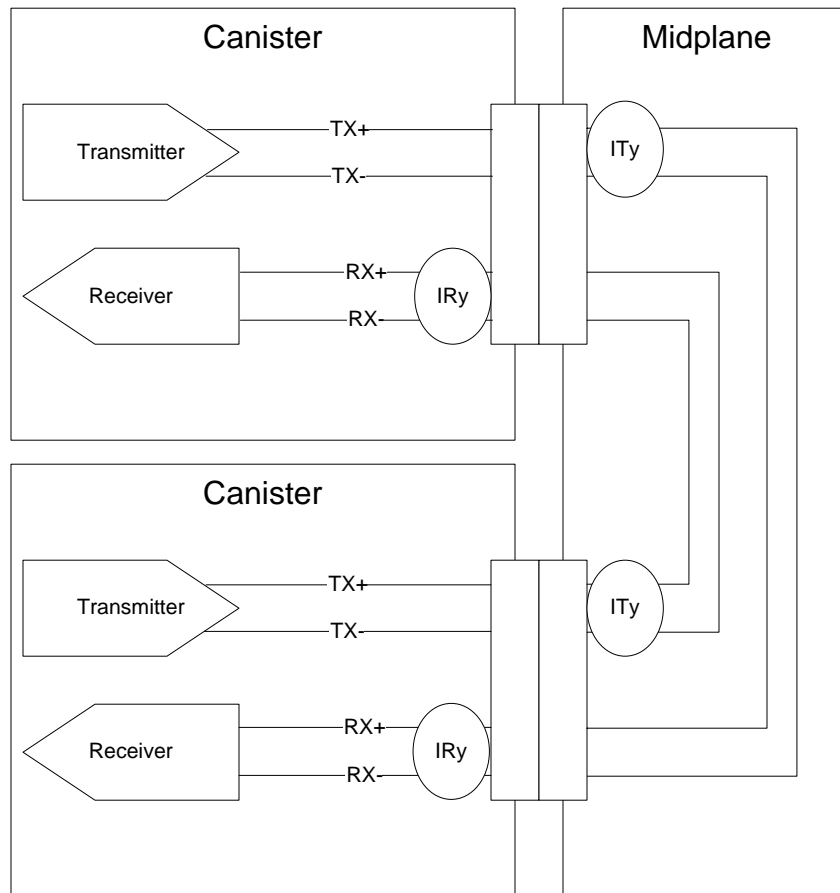 Canister
Midplane
Transmitter
TX+
TX-
ITy
Receiver
RX+
RX-
IRy
Canister
Transmitter
TX+
TX-
ITy
Receiver
RX+
RX-
IRy